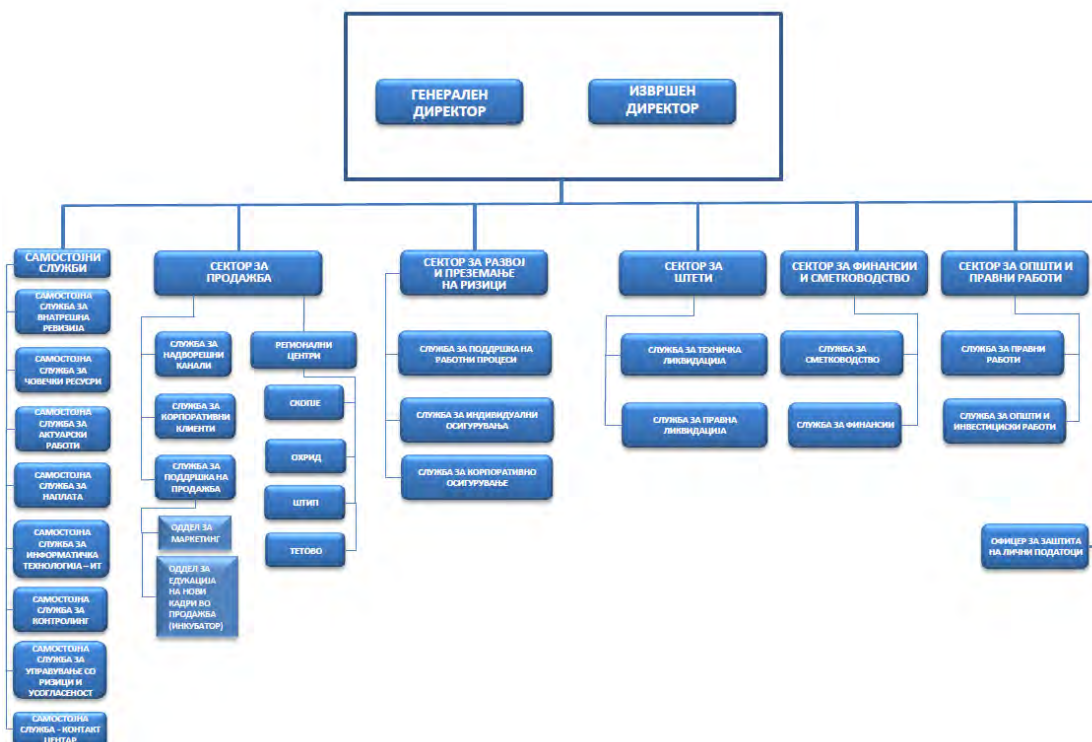 ГЕНЕРАЛЕН
ДИРЕКТОР
ИЗВРШЕН
ДИРЕКТОР
САМОСТОЈНИ
СЛУЖБИ
САМОСТОЈНА
СЛУЖБА ЗА
ВНАТРЕШНА
РЕВИЗИЈА
САМОСТОЈНА
СЛУЖБА ЗА
ЧОВЕЧКИ РЕСУСРИ
САМОСТОЈНА
СЛУЖБА ЗА
АКТУАРСКИ
РАБОТИ
САМОСТОЈНА
СЛУЖБА ЗА
НАПЛАТА
САМОСТОЈНА
СЛУЖБА ЗА
ИНФОРМАТИЧКА
ТЕХНОЛОГИЈА – ИТ
САМОСТОЈНА
СЛУЖБА ЗА
КОНТРОЛИНГ
САМОСТОЈНА
СЛУЖБА ЗА
УПРАВУВАЊЕ СО
РИЗИЦИ И
УСОГЛАСЕНОСТ
САМОСТОЈНА
СЛУЖБА - КОНТАКТ
ЦЕНТАР
СЕКТОР ЗА
ПРОДАЖБА
СЛУЖБА ЗА
НАДВОРЕШНИ
КАНАЛИ
СЛУЖБА ЗА
КОРПОРАТИВНИ
КЛИЕНТИ
СЛУЖБА ЗА
ПОДДРШКА НА
ПРОДАЖБА
ОДДЕЛ ЗА
МАРКЕТИНГ
ОДДЕЛ ЗА
ЕДУКАЦИЈА
НА НОВИ
КАДРИ ВО
ПРОДАЖБА
(ИНКУБАТОР)
РЕГИОНАЛНИ
ЦЕНТРИ
СКОПЈЕ
ОХРИД
ШТИП
ТЕТОВО
СЕКТОР ЗА РАЗВОЈ
И ПРЕЗЕМАЊЕ
НА РИЗИЦИ
СЛУЖБА ЗА ПОДДРШКА НА
РАБОТНИ ПРОЦЕСИ
СЛУЖБА ЗА ИНДИВИДУАЛНИ
ОСИГУРУВАЊА
СЛУЖБА ЗА КОРПОРАТИВНО
ОСИГУРУВАЊЕ
СЕКТОР ЗА
ШТЕТИ
СЛУЖБА ЗА ТЕХНИЧКА
ЛИКВИДАЦИЈА
СЛУЖБА ЗА ПРАВНА
ЛИКВИДАЦИЈА
СЕКТОР ЗА ФИНАНСИИ
И СМЕТКОВОДСТВО
СЛУЖБА ЗА
СМЕТКОВОДСТВО
СЛУЖБА ЗА ФИНАНСИИ
СЕКТОР ЗА ОПШТИ И
ПРАВНИ РАБОТИ
СЛУЖБА ЗА ПРАВНИ
РАБОТИ
СЛУЖБА ЗА ОПШТИ И
ИНВЕСТИЦИСКИ РАБОТИ
ОФИЦЕР ЗА ЗАШТИТА
НА ЛИЧНИ ПОДАТОЦИ